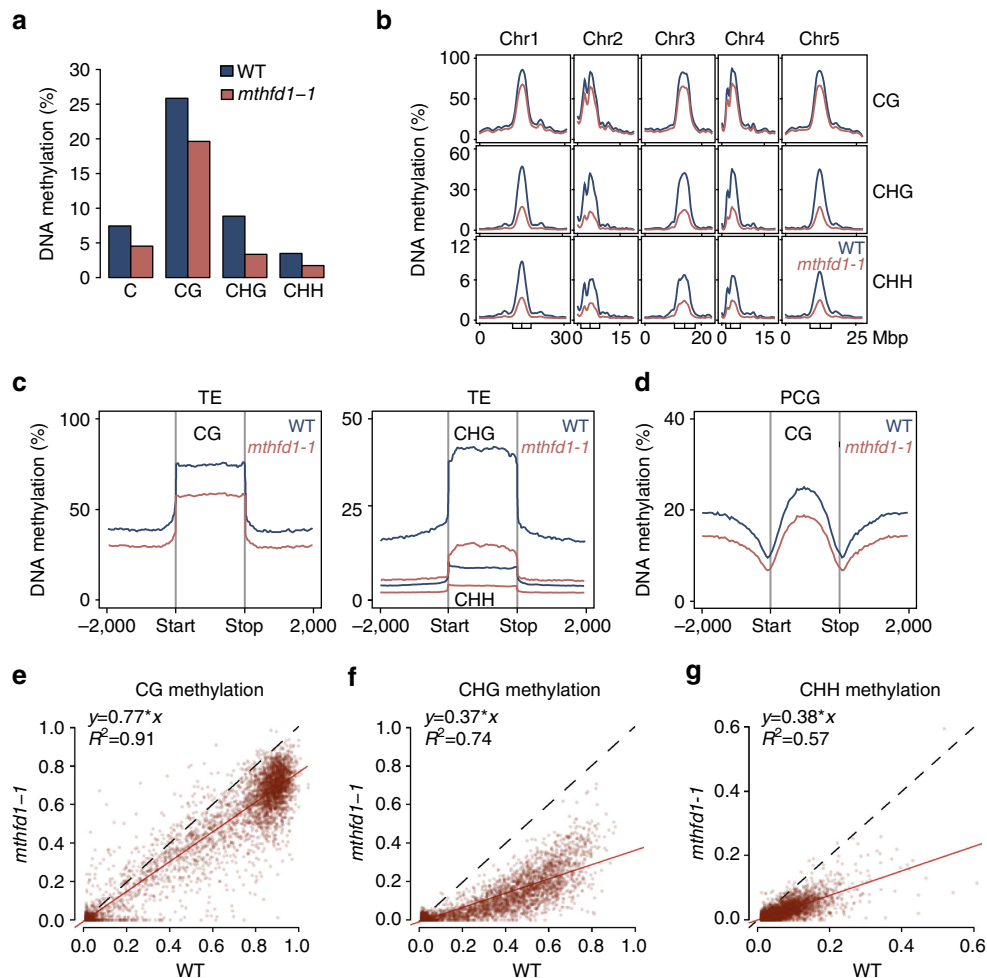 a
DNA methylation (%)
30
25
20
15
10
5
0
WT
mthfd1–1
C CG CHG CHH
b
Chr1 Chr2 Chr3 Chr4 Chr5
DNA methylation (%)
100
50
0
CG
60
30
0
CHG
12
6
0
WT
mthfd1-1
CHH
0 30 0 15 0 20 0 15 0 25 Mbp
c
TE
DNA methylation (%)
100
50
0
CG
WT
mthfd1-1
–2,000 Start Stop 2,000
TE
50
25
0
CHG
WT
mthfd1-1
CHH
–2,000 Start Stop 2,000
d
PCG
DNA methylation (%)
40
20
0
CG
WT
mthfd1-1
–2,000 Start Stop 2,000
e
CG methylation
y=0.77*x
R²=0.91
mthfd1–1
1.0
0.8
0.6
0.4
0.2
0.0
0.0 0.2 0.4 0.6 0.8 1.0
WT
f
CHG methylation
y=0.37*x
R²=0.74
mthfd1–1
1.0
0.8
0.6
0.4
0.2
0.0
0.0 0.2 0.4 0.6 0.8 1.0
WT
g
CHH methylation
y=0.38*x
R²=0.57
mthfd1-1
0.6
0.4
0.2
0.0
0.0 0.2 0.4 0.6
WT